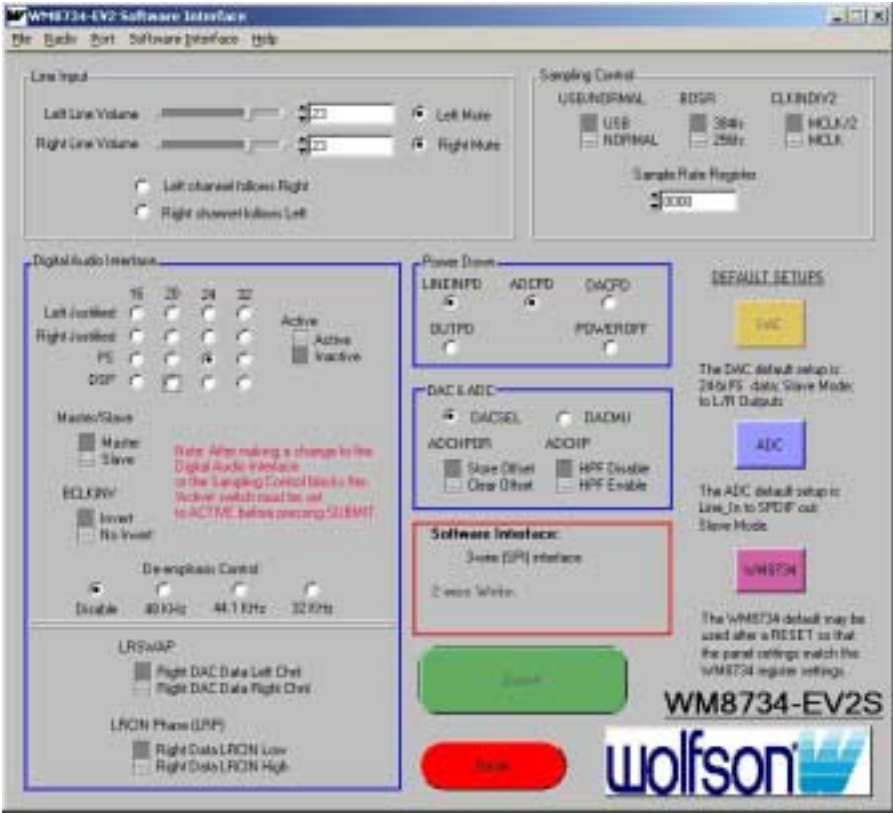 WM8734-EV2 Software Interface
File Radio Port Software Interface Help
Line Input
Left Line Volume 23 Left Mute
Right Line Volume 23 Right Mute
Left channel follows Right
Right channel follows Left
Sampling Control
USB/NORMAL BOSR CLKINDIV2
USB 384fs MCLK/2
NORMAL 256fs MCLK
Sample Rate Register
0000
Digital Audio Interface
16 20 24 32
Left Justified
Right Justified
I²S
DSP
Active
Active
Inactive
Master/Slave
Master
Slave
Note: After making a change to the
Digital Audio Interface
or the Sampling Control blocks the
'Active' switch must be set
to ACTIVE before pressing SUBMIT
BCLKINV
Invert
No Invert
De-emphasis Control
Disable 48 KHz 44.1 KHz 32 KHz
LRSWAP
Right DAC Data Left Chnl
Right DAC Data Right Chnl
LRCIN Phase (LRP)
Right Data LRCIN Low
Right Data LRCIN High
Power Down
LINEINPD ADCPD DACPD
OUTPD POWEROFF
DAC & ADC
DACSEL DACMU
ADCHPOR ADCHP
Store Offset HPF Disable
Clear Offset HPF Enable
Software Interface:
3-wire (SPI) interface
2 wire Write.
Submit
Reset
DEFAULT SETUPS
DAC
The DAC default setup is:
24-bit I²S data; Slave Mode;
to L/R Outputs
ADC
The ADC default setup is:
Line_In to SPDIF out
Slave Mode.
WM8734
The WM8734 default may be
used after a RESET so that
the panel settings match the
WM8734 register settings.
WM8734-EV2S
wolfson